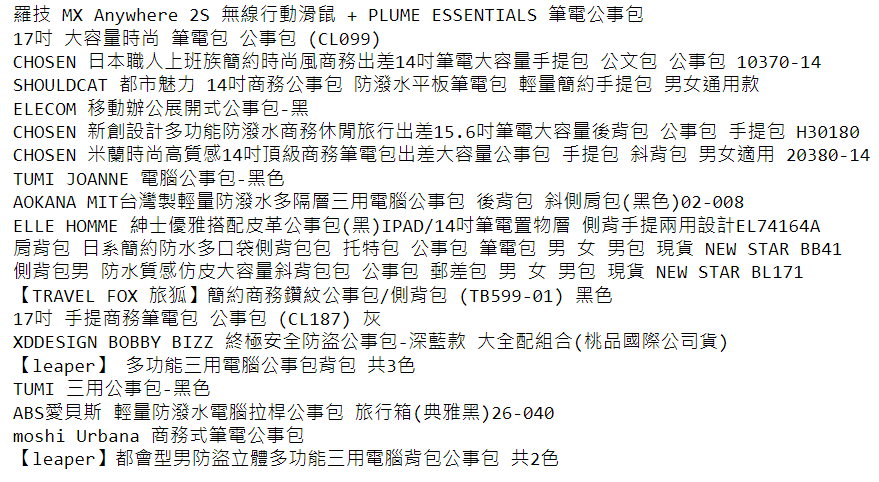 羅技 MX Anywhere 2S 無線行動滑鼠 + PLUME ESSENTIALS 筆電公事包
17吋 大容量時尚 筆電包 公事包 (CL099)
CHOSEN 日本職人上班族簡約時尚風商務出差14吋筆電大容量手提包 公文包 公事包 10370-14
SHOULDCAT 都市魅力 14吋商務公事包 防潑水平板筆電包 輕量簡約手提包 男女通用款
ELECOM 移動辦公展開式公事包-黑
CHOSEN 新創設計多功能防潑水商務休閒旅行出差15.6吋筆電大容量後背包 公事包 手提包 H30180
CHOSEN 米蘭時尚高質感14吋頂級商務筆電包出差大容量公事包 手提包 斜背包 男女適用 20380-14
TUMI JOANNE 電腦公事包-黑色
AOKANA MIT台灣製輕量防潑水多隔層三用電腦公事包 後背包 斜側肩包(黑色)02-008
ELLE HOMME 紳士優雅搭配皮革公事包(黑)IPAD/14吋筆電置物層 側背手提兩用設計EL74164A
肩背包 日系簡約防水多口袋側背包包 托特包 公事包 筆電包 男 女 男包 現貨 NEW STAR BB41
側背包男 防水質感仿皮大容量斜背包包 公事包 郵差包 男 女 男包 現貨 NEW STAR BL171
【TRAVEL FOX 旅狐】簡約商務鑽紋公事包/側背包 (TB599-01) 黑色
17吋 手提商務筆電包 公事包 (CL187) 灰
XDDESIGN BOBBY BIZZ 終極安全防盜公事包-深藍款 大全配組合(桃品國際公司貨)
【leaper】 多功能三用電腦公事包背包 共3色
TUMI 三用公事包-黑色
ABS愛貝斯 輕量防潑水電腦拉桿公事包 旅行箱(典雅黑)26-040
moshi Urbana 商務式筆電公事包
【leaper】都會型男防盜立體多功能三用電腦背包公事包 共2色